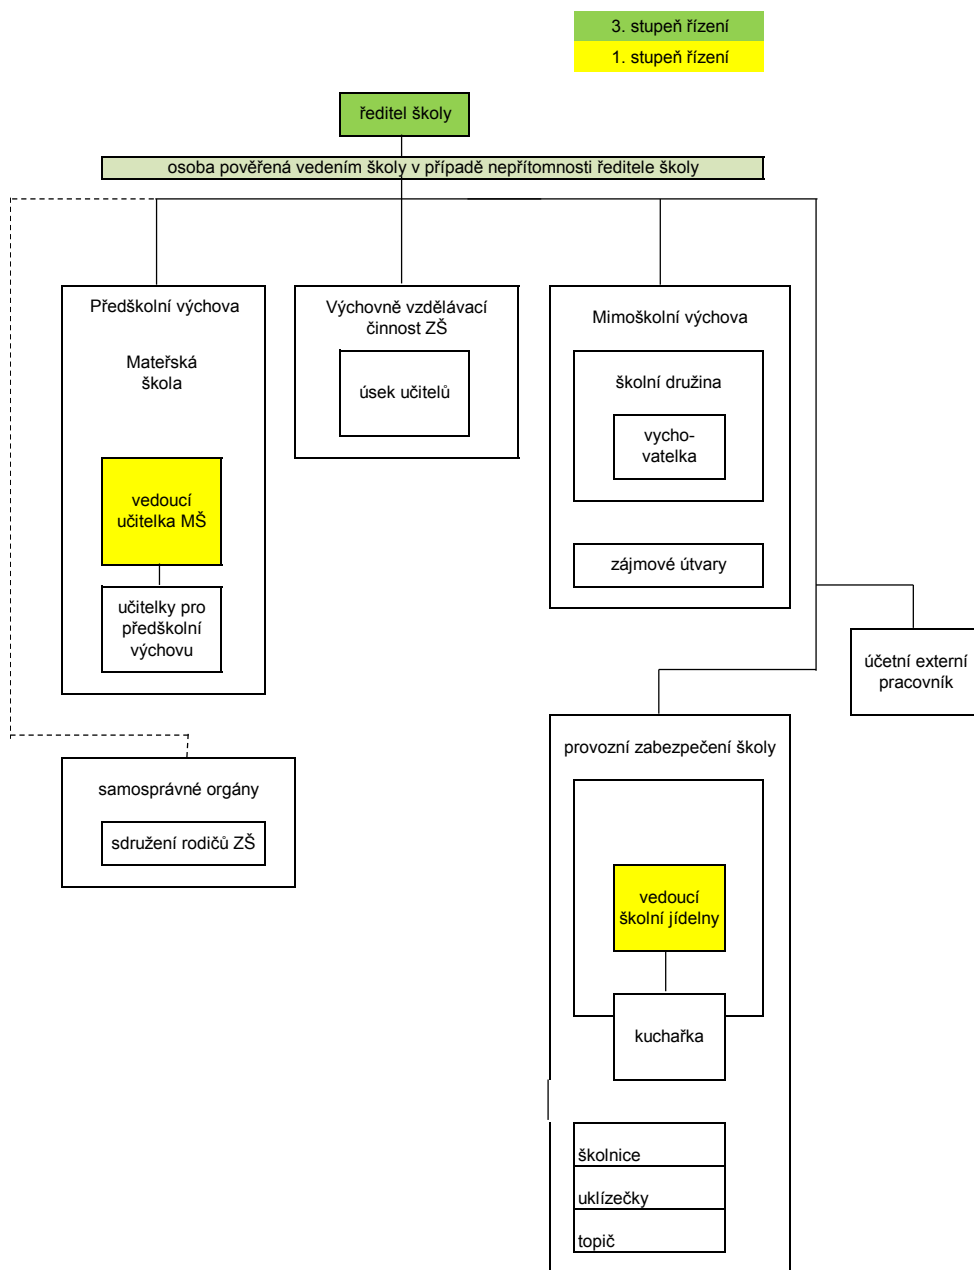 3. stupeň řízení
1. stupeň řízení
ředitel školy
osoba pověřená vedením školy v případě nepřítomnosti ředitele školy
Předškolní výchova
Mateřská
škola
vedoucí
učitelka MŠ
učitelky pro
předškolní
výchovu
Výchovně vzdělávací
činnost ZŠ
úsek učitelů
Mimoškolní výchova
školní družina
vycho-
vatelka
zájmové útvary
účetní externí
pracovník
samosprávné orgány
sdružení rodičů ZŠ
provozní zabezpečení školy
vedoucí
školní jídelny
kuchařka
školnice
uklízečky
topič